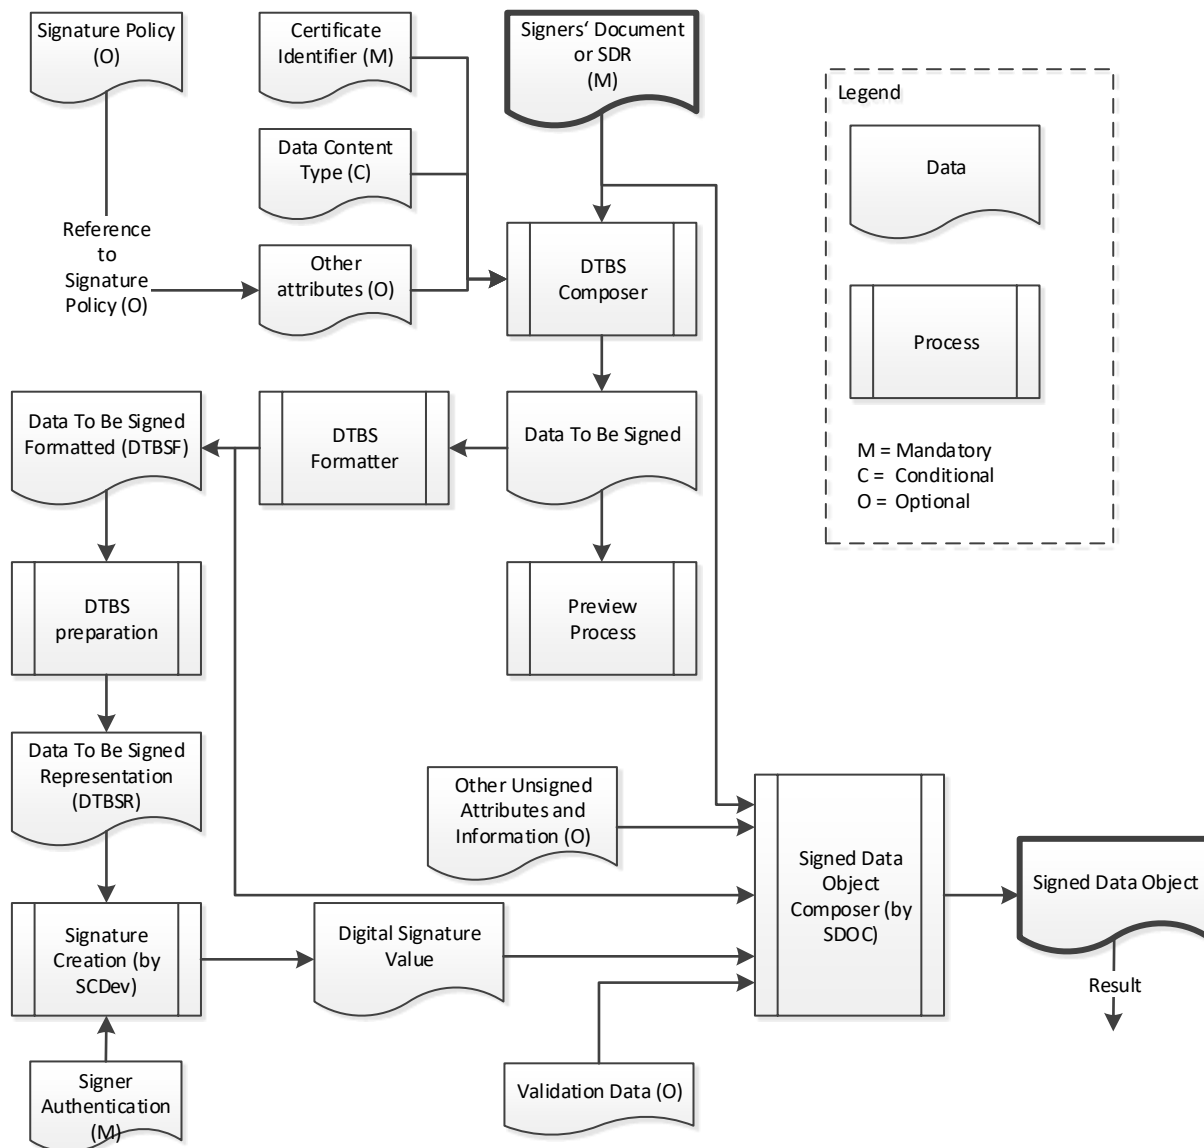 Signature Policy
(O)
Certificate
Identifier (M)
Signers‘ Document
or SDR
(M)
Legend
Data
Data Content
Type (C)
Reference
to
Signature
Policy (O)
Other
attributes (O)
DTBS
Composer
Process
Data To Be Signed
Formatted (DTBSF)
DTBS
Formatter
Data To Be Signed
M = Mandatory
C =  Conditional
O =  Optional
DTBS
preparation
Preview
Process
Data To Be Signed
Representation
(DTBSR)
Other Unsigned
Attributes and
Information (O)
Signed Data
Object
Composer (by
SDOC)
Signed Data Object
Signature
Creation (by
SCDev)
Digital Signature
Value
Result
Signer
Authentication
(M)
Validation Data (O)